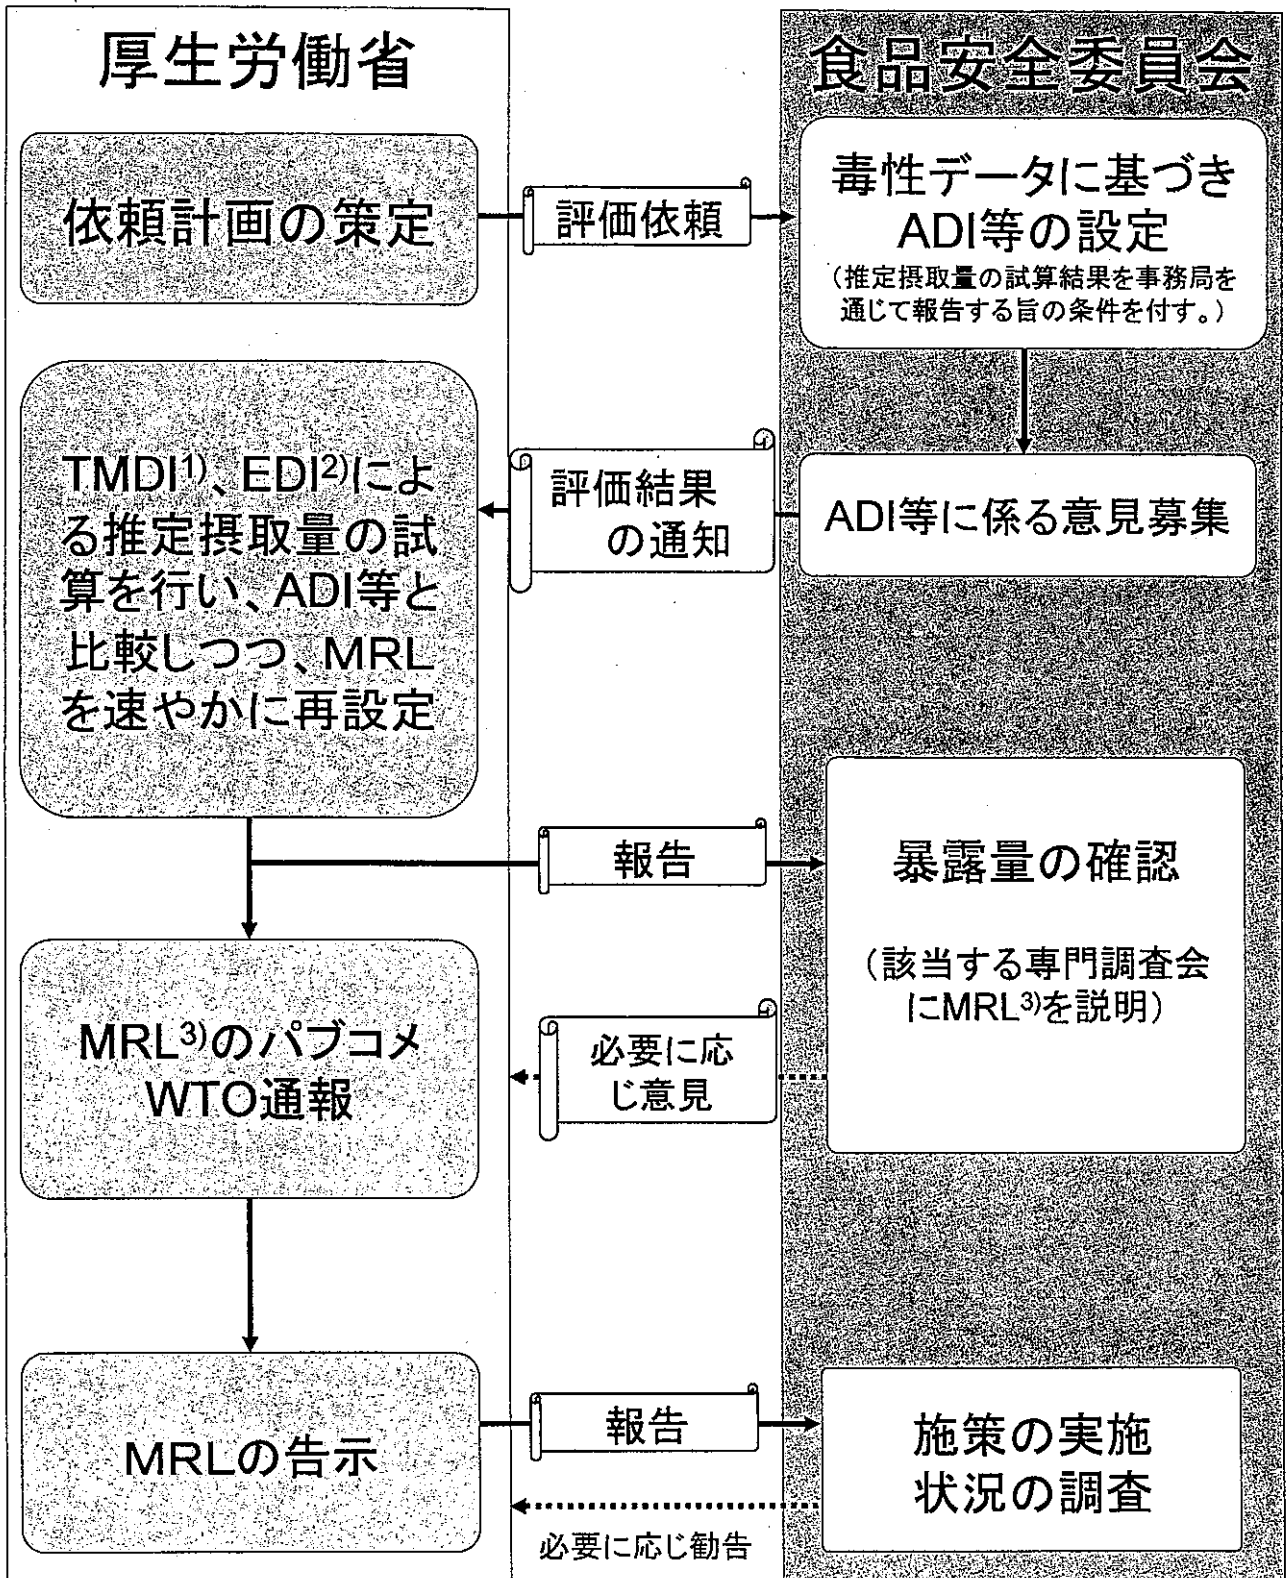 厚生労働省
食品安全委員会
依頼計画の策定
評価依頼
毒性データに基づき
ADI等の設定
（推定摂取量の試算結果を事務局を
通じて報告する旨の条件を付す。）
TMDI1)、EDI2)によ
る推定摂取量の試
算を行い、ADI等と
比較しつつ、MRL
を速やかに再設定
評価結果
の通知
ADI等に係る意見募集
報告
暴露量の確認
（該当する専門調査会
にMRL3)を説明）
MRL3)のパブコメ
WTO通報
必要に応
じ意見
MRLの告示
報告
施策の実施
状況の調査
必要に応じ勧告